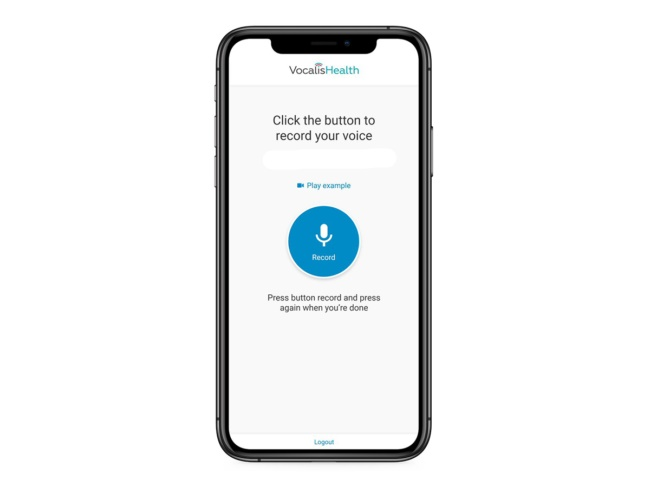 VocalisHealth
Click the button to
record your voice
Play example
Record
Press button record and press
again when you're done
Logout